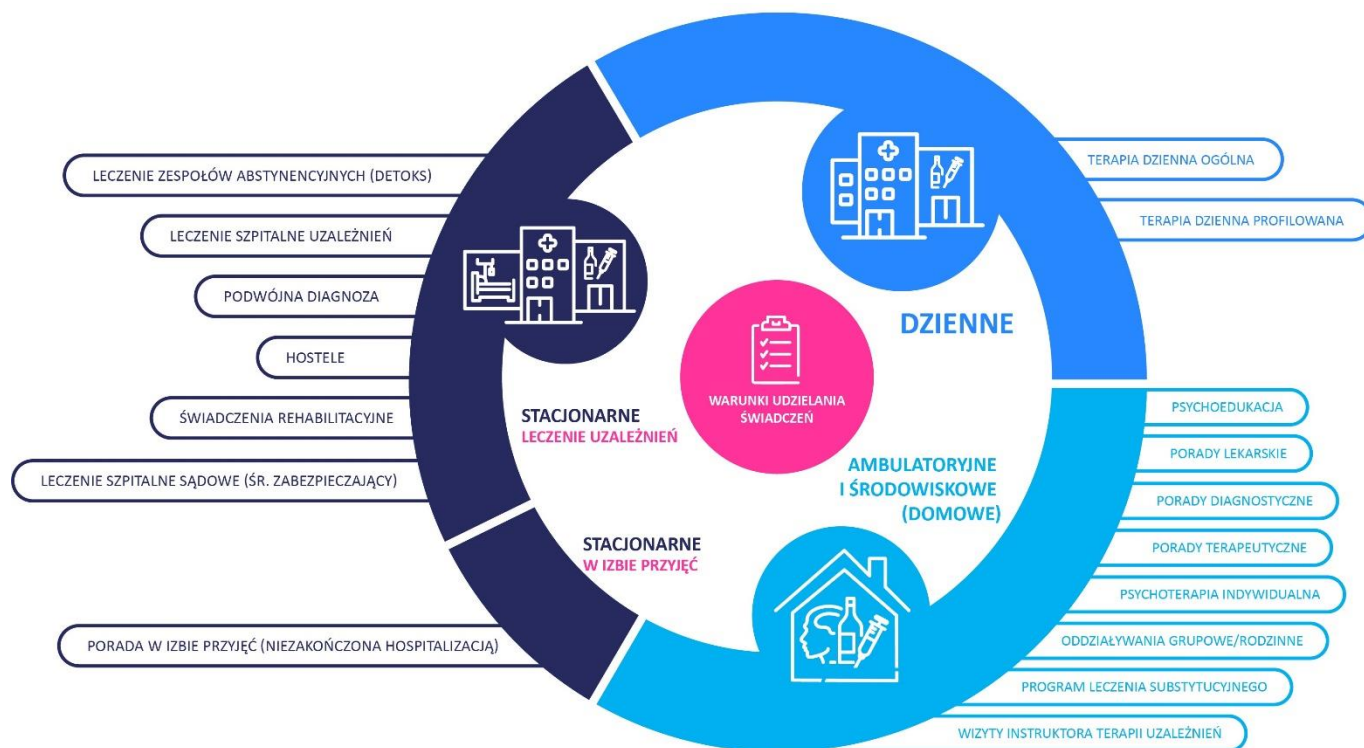 LECZENIE ZESPOŁÓW ABSTYNENCYJNYCH (DETOKS)
LECZENIE SZPITALNE UZALEŻNIEŃ
PODWÓJNA DIAGNOZA
HOSTELE
ŚWIADCZENIA REHABILITACYJNE
LECZENIE SZPITALNE SĄDOWE (ŚR. ZABEZPIECZAJĄCY)
PORADA W IZBIE PRZYJĘĆ (NIEZAKOŃCZONA HOSPITALIZACJĄ)
STACJONARNE
LECZENIE UZALEŻNIEŃ
STACJONARNE
W IZBIE PRZYJĘĆ
WARUNKI UDZIELANIA
ŚWIADCZEŃ
DZIENNE
TERAPIA DZIENNA OGÓLNA
TERAPIA DZIENNA PROFILOWANA
AMBULATORYJNE
I ŚRODOWISKOWE
(DOMOWE)
PSYCHOEDUKACJA
PORADY LEKARSKIE
PORADY DIAGNOSTYCZNE
PORADY TERAPEUTYCZNE
PSYCHOTERAPIA INDYWIDUALNA
ODDZIAŁYWANIA GRUPOWE/RODZINNE
PROGRAM LECZENIA SUBSTYTUCYJNEGO
WIZYTY INSTRUKTORA TERAPII UZALEŻNIEŃ